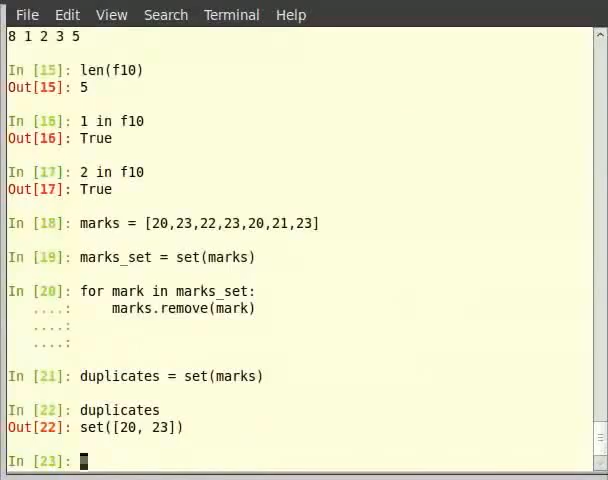 File Edit View Search Terminal Help
8 1 2 3 5
In [15]: len(f10)
Out[15]: 5
In [16]: 1 in f10
Out[16]: True
In [17]: 2 in f10
Out[17]: True
In [18]: marks = [20,23,22,23,20,21,23]
In [19]: marks_set = set(marks)
In [20]: for mark in marks_set:
....:     marks.remove(mark)
....:
....:
In [21]: duplicates = set(marks)
In [22]: duplicates
Out[22]: set([20, 23])
In [23]: